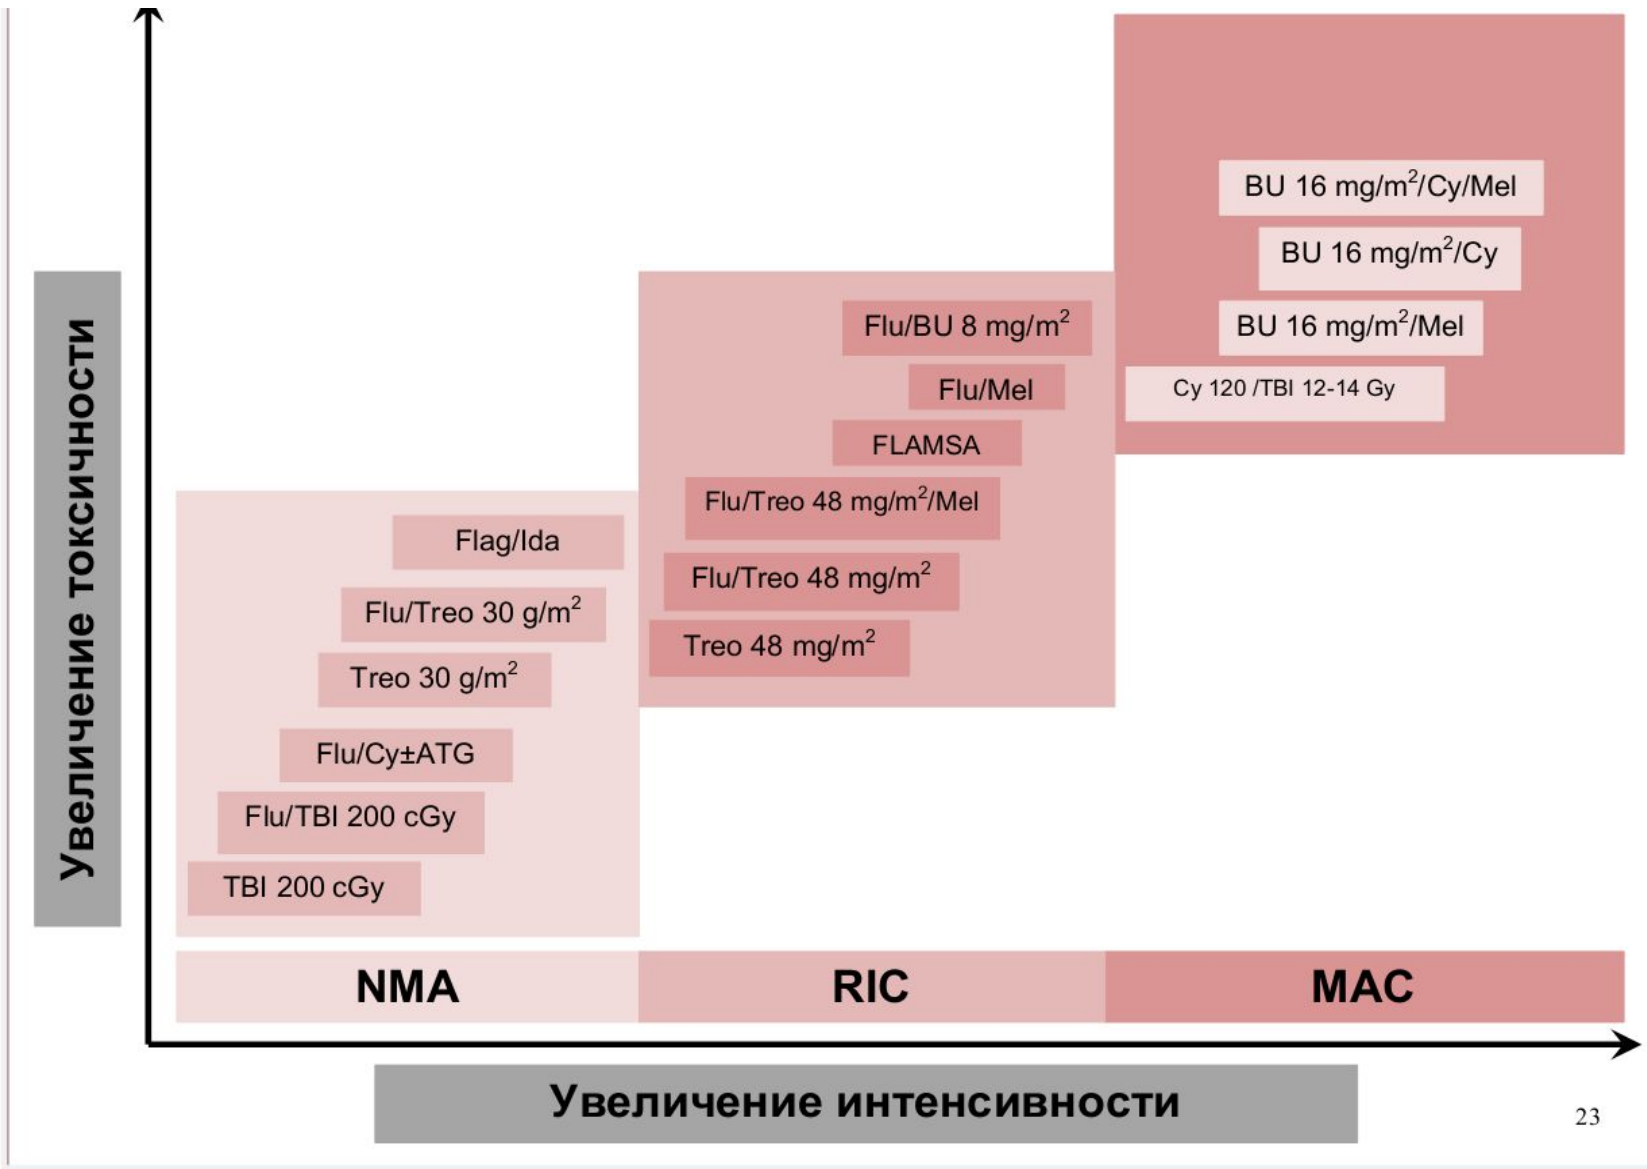 Увеличение токсичности
BU 16 mg/m²/Cy/Mel
BU 16 mg/m²/Cy
BU 16 mg/m²/Mel
Cy 120 /TBI 12-14 Gy
Flu/BU 8 mg/m²
Flu/Mel
FLAMSA
Flu/Treo 48 mg/m²/Mel
Flu/Treo 48 mg/m²
Treo 48 mg/m²
Flag/Ida
Flu/Treo 30 g/m²
Treo 30 g/m²
Flu/Cy±ATG
Flu/TBI 200 cGy
TBI 200 cGy
NMA
RIC
MAC
Увеличение интенсивности
23